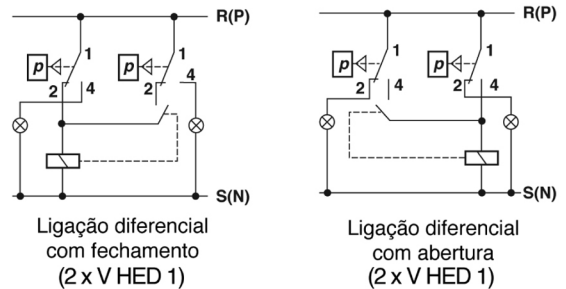 R(P)
R(P)
p
1
p
1
p
1
p
1
2
4
2
4
2
4
2
4
S(N)
S(N)
Ligação diferencial
com fechamento
(2 x V HED 1)
Ligação diferencial
com abertura
(2 x V HED 1)